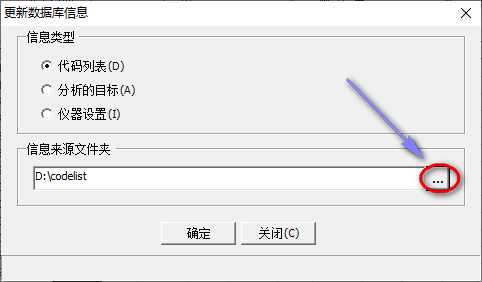 更新数据库信息
信息类型
代码列表(D)
分析的目标(A)
仪器设置(I)
信息来源文件夹
D:\codelist ...
确定 关闭(C)